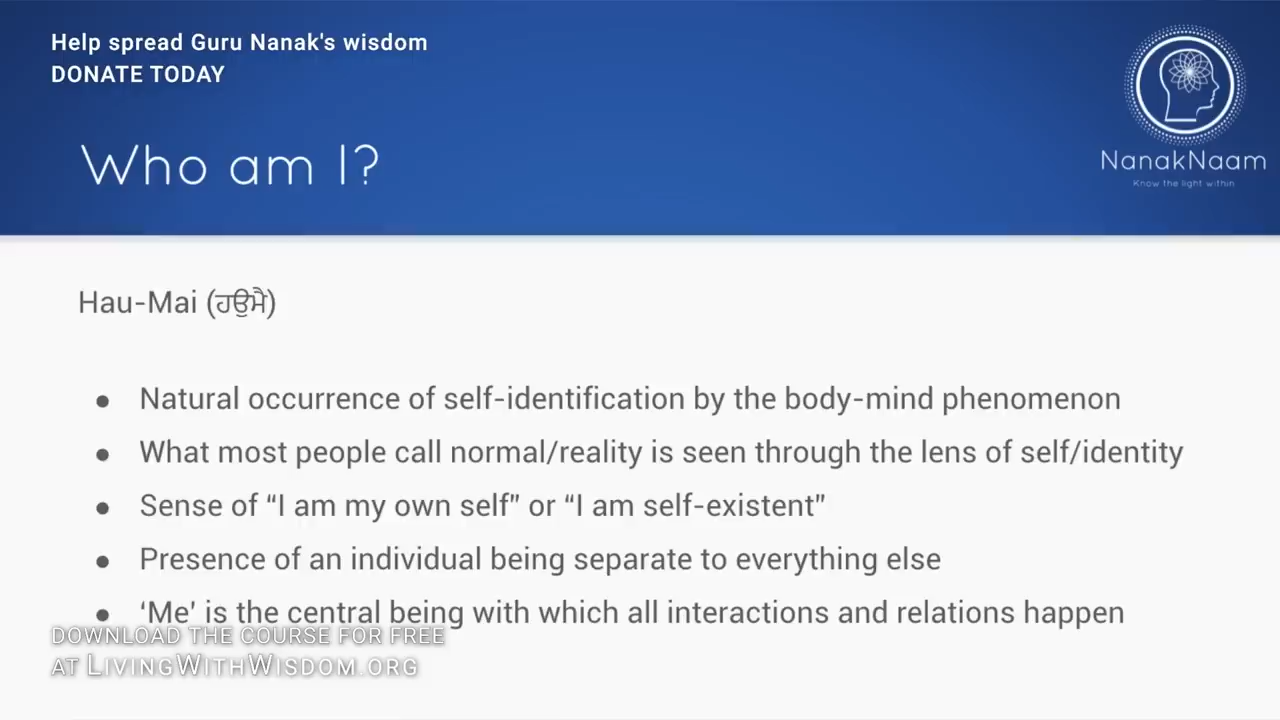 Help spread Guru Nanak's wisdom
DONATE TODAY
Who am I?
NanakNaam
Know the light within
Hau-Mai (ਹਉਮੈ)
● Natural occurrence of self-identification by the body-mind phenomenon
● What most people call normal/reality is seen through the lens of self/identity
● Sense of “I am my own self” or “I am self-existent”
● Presence of an individual being separate to everything else
● ‘Me’ is the central being with which all interactions and relations happen
DOWNLOAD THE COURSE FOR FREE
AT LIVINGWITHWISDOM.ORG